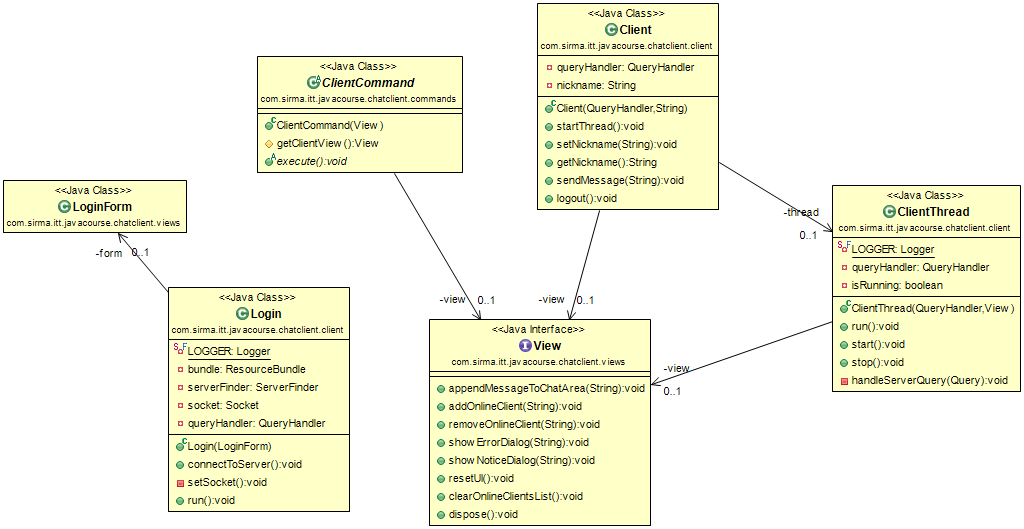 <<Java Class>>
Client
com.sirma.itt.javacourse.chatclient.client
queryHandler: QueryHandler
nickname: String
Client(QueryHandler,String)
startThread():void
setNickname(String):void
getNickname():String
sendMessage(String):void
logout():void
<<Java Class>>
ClientCommand
com.sirma.itt.javacourse.chatclient.commands
ClientCommand(View)
getClientView():View
execute():void
<<Java Class>>
LoginForm
com.sirma.itt.javacourse.chatclient.views
-form 0..1
<<Java Class>>
Login
com.sirma.itt.javacourse.chatclient.client
LOGGER: Logger
bundle: ResourceBundle
serverFinder: ServerFinder
socket: Socket
queryHandler: QueryHandler
Login(LoginForm)
connectToServer():void
setSocket():void
run():void
-view 0..1
-view 0..1
<<Java Interface>>
View
com.sirma.itt.javacourse.chatclient.views
appendMessageToChatArea(String):void
addOnlineClient(String):void
removeOnlineClient(String):void
showErrorDialog(String):void
showNoticeDialog(String):void
resetUI():void
clearOnlineClientsList():void
dispose():void
-thread
0..1
<<Java Class>>
ClientThread
com.sirma.itt.javacourse.chatclient.client
LOGGER: Logger
queryHandler: QueryHandler
isRunning: boolean
ClientThread(QueryHandler,View)
run():void
start():void
stop():void
handleServerQuery(Query):void
-view
0..1